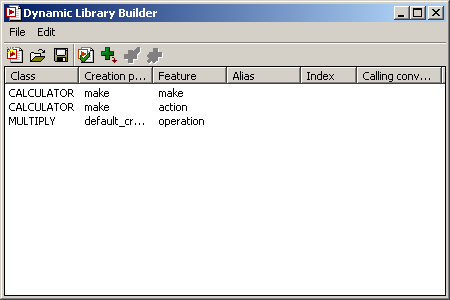 Dynamic Library Builder
File Edit
Class Creation p... Feature Alias Index Calling conv...
CALCULATOR make make
CALCULATOR make action
MULTIPLY default_cr... operation